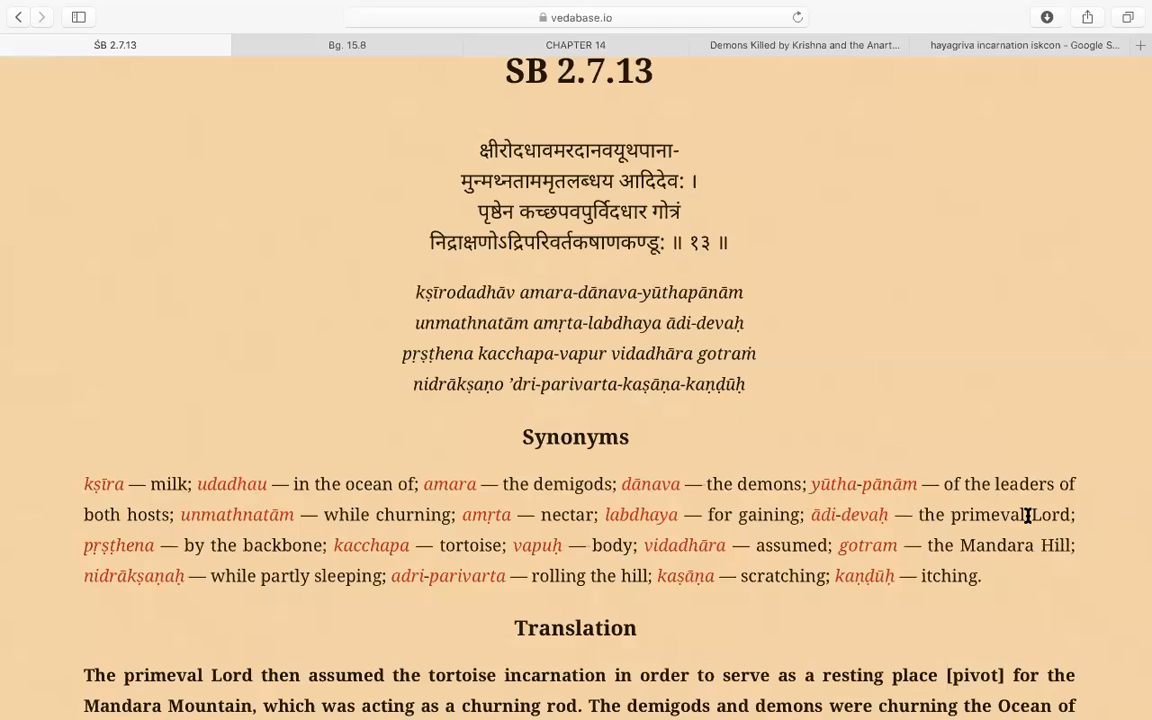 vedabase.io
ŚB 2.7.13
Bg. 15.8
CHAPTER 14
Demons Killed by Krishna and the Anart...
hayagriva incarnation iskcon - Google S...
ŚB 2.7.13
क्षीरोदधावमरदानवयूथपाना-
मुन्मथ्नताममृतलब्धय आदिदेव: ।
पृष्ठेन कच्छपवपुर्विदधार गोत्रं
निद्राक्षणोऽद्रिपरिवर्तकषाणकण्डू: ॥ १३ ॥
kṣīrodadhāv amara-dānava-yūthapānām
unmathnatām amṛta-labdhaya ādi-devaḥ
pṛṣṭhena kacchapa-vapur vidadhāra gotraṁ
nidrākṣaṇo ’dri-parivarta-kaṣāṇa-kaṇḍūḥ
Synonyms
kṣīra — milk; udadhau — in the ocean of; amara — the demigods; dānava — the demons; yūtha-pānām — of the leaders of
both hosts; unmathnatām — while churning; amṛta — nectar; labdhaya — for gaining; ādi-devaḥ — the primeval Lord;
pṛṣṭhena — by the backbone; kacchapa — tortoise; vapuḥ — body; vidadhāra — assumed; gotram — the Mandara Hill;
nidrākṣaṇaḥ — while partly sleeping; adri-parivarta — rolling the hill; kaṣāṇa — scratching; kaṇḍūḥ — itching.
Translation
The primeval Lord then assumed the tortoise incarnation in order to serve as a resting place [pivot] for the
Mandara Mountain, which was acting as a churning rod. The demigods and demons were churning the Ocean of